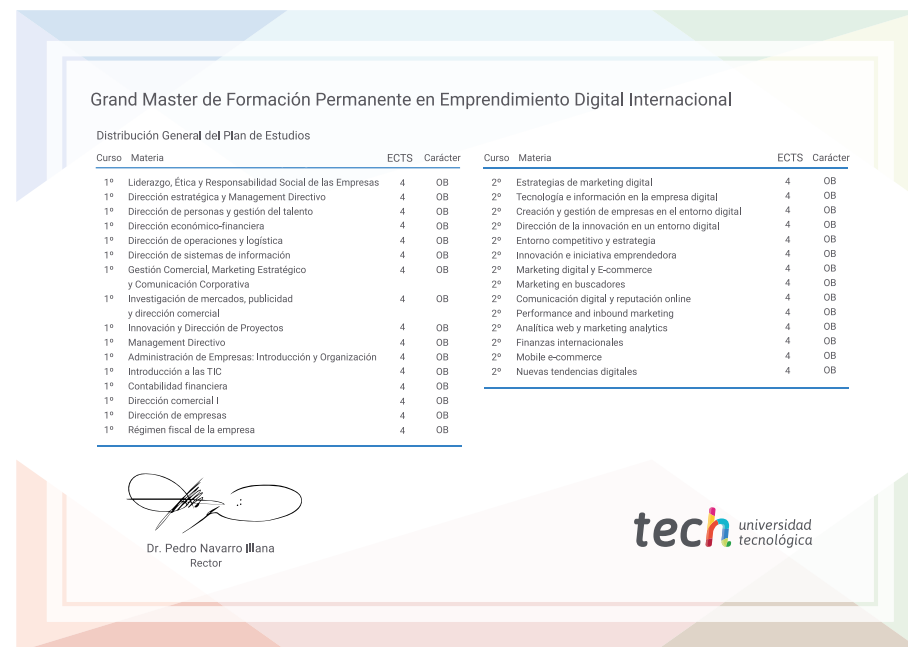 Grand Master de Formación Permanente en Emprendimiento Digital Internacional
Distribución General del Plan de Estudios
Curso Materia ECTS Carácter
1º Liderazgo, Ética y Responsabilidad Social de las Empresas 4 OB
1º Dirección estratégica y Management Directivo 4 OB
1º Dirección de personas y gestión del talento 4 OB
1º Dirección económico-financiera 4 OB
1º Dirección de operaciones y logística 4 OB
1º Dirección de sistemas de información 4 OB
1º Gestión Comercial, Marketing Estratégico 4 OB
y Comunicación Corporativa
1º Investigación de mercados, publicidad 4 OB
y dirección comercial
1º Innovación y Dirección de Proyectos 4 OB
1º Management Directivo 4 OB
1º Administración de Empresas: Introducción y Organización 4 OB
1º Introducción a las TIC 4 OB
1º Contabilidad financiera 4 OB
1º Dirección comercial I 4 OB
1º Dirección de empresas 4 OB
1º Régimen fiscal de la empresa 4 OB
Curso Materia ECTS Carácter
2º Estrategias de marketing digital 4 OB
2º Tecnología e información en la empresa digital 4 OB
2º Creación y gestión de empresas en el entorno digital 4 OB
2º Dirección de la innovación en un entorno digital 4 OB
2º Entorno competitivo y estrategia 4 OB
2º Innovación e iniciativa emprendedora 4 OB
2º Marketing digital y E-commerce 4 OB
2º Marketing en buscadores 4 OB
2º Comunicación digital y reputación online 4 OB
2º Performance and inbound marketing 4 OB
2º Analítica web y marketing analytics 4 OB
2º Finanzas internacionales 4 OB
2º Mobile e-commerce 4 OB
2º Nuevas tendencias digitales 4 OB
Dr. Pedro Navarro Illana
Rector
tech universidad
tecnológica